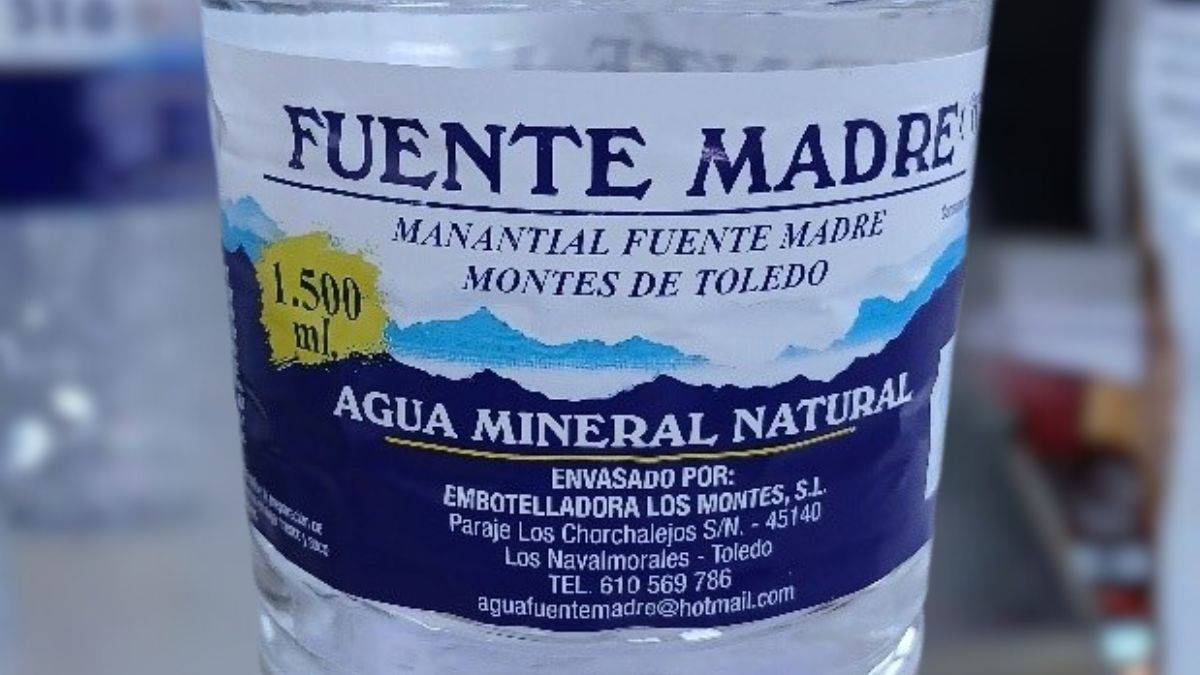 FUENTE MADRE
MANANTIAL FUENTE MADRE
MONTES DE TOLEDO
1.500
ml.
AGUA MINERAL NATURAL
ENVASADO POR:
EMBOTELLADORA LOS MONTES, S.L.
Paraje Los Chorchalejos S/N. - 45140
Los Navalmorales - Toledo
TEL. 610 569 786
aguafuentemadre@hotmail.com